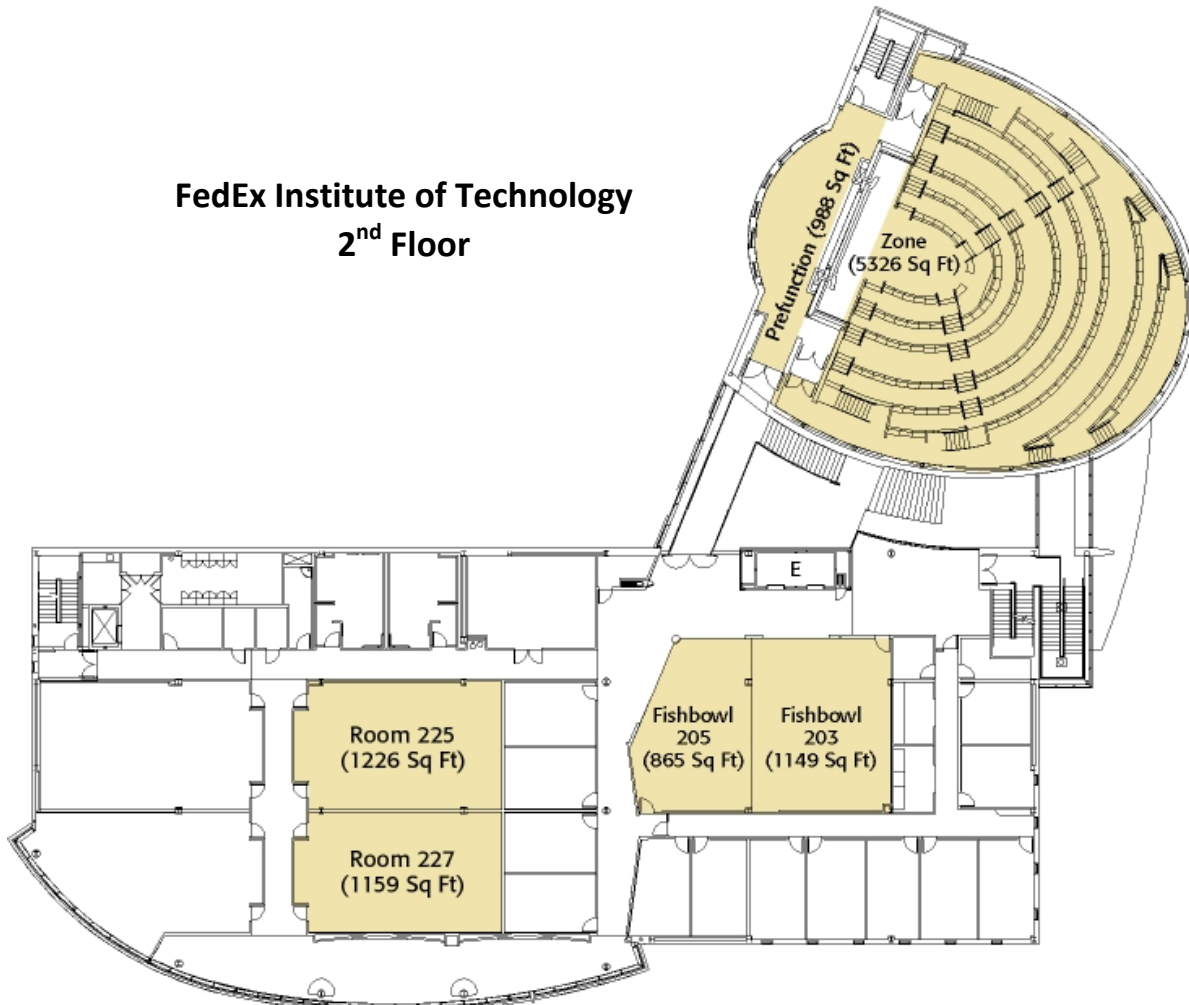 FedEx Institute of Technology
2nd Floor
Prefunction (988 Sq Ft)
Zone
(5326 Sq Ft)
E
Fishbowl
205
(865 Sq Ft)
Fishbowl
203
(1149 Sq Ft)
Room 225
(1226 Sq Ft)
Room 227
(1159 Sq Ft)